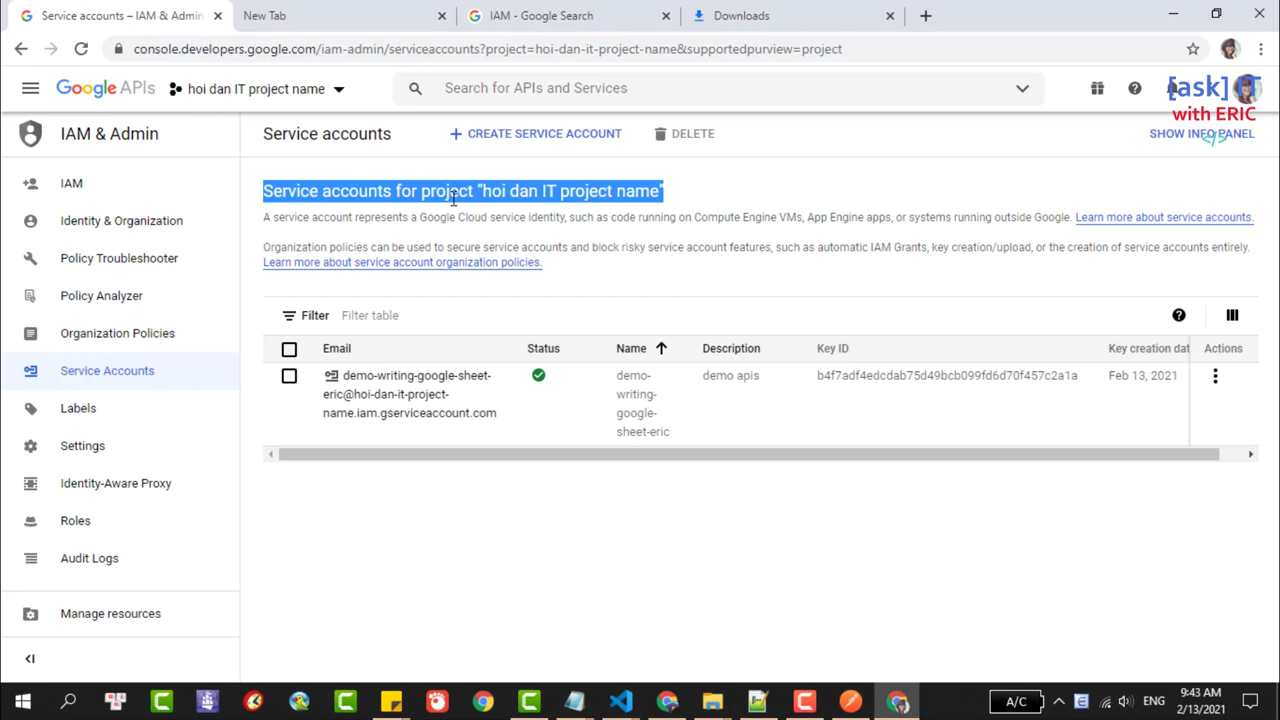 Service accounts – IAM & Admin
New Tab
IAM - Google Search
Downloads
console.developers.google.com/iam-admin/serviceaccounts?project=hoi-dan-it-project-name&supportedpurview=project
Google APIs
hoi dan IT project name
Search for APIs and Services
[ask] IT
with ERIC
</>
IAM & Admin
Service accounts
CREATE SERVICE ACCOUNT
DELETE
SHOW INFO PANEL
IAM
Identity & Organization
Policy Troubleshooter
Policy Analyzer
Organization Policies
Service Accounts
Labels
Settings
Identity-Aware Proxy
Roles
Audit Logs
Manage resources
Service accounts for project "hoi dan IT project name"
A service account represents a Google Cloud service identity, such as code running on Compute Engine VMs, App Engine apps, or systems running outside Google. Learn more about service accounts.
Organization policies can be used to secure service accounts and block risky service account features, such as automatic IAM Grants, key creation/upload, or the creation of service accounts entirely.
Learn more about service account organization policies.
Filter
Filter table
Email
Status
Name
Description
Key ID
Key creation dat
Actions
demo-writing-google-sheet-
eric@hoi-dan-it-project-
name.iam.gserviceaccount.com
demo-
writing-
google-
sheet-eric
demo apis
b4f7adf4edcdab75d49bcb099fd6d70f457c2a1a
Feb 13, 2021
A/C
ENG
9:43 AM
2/13/2021